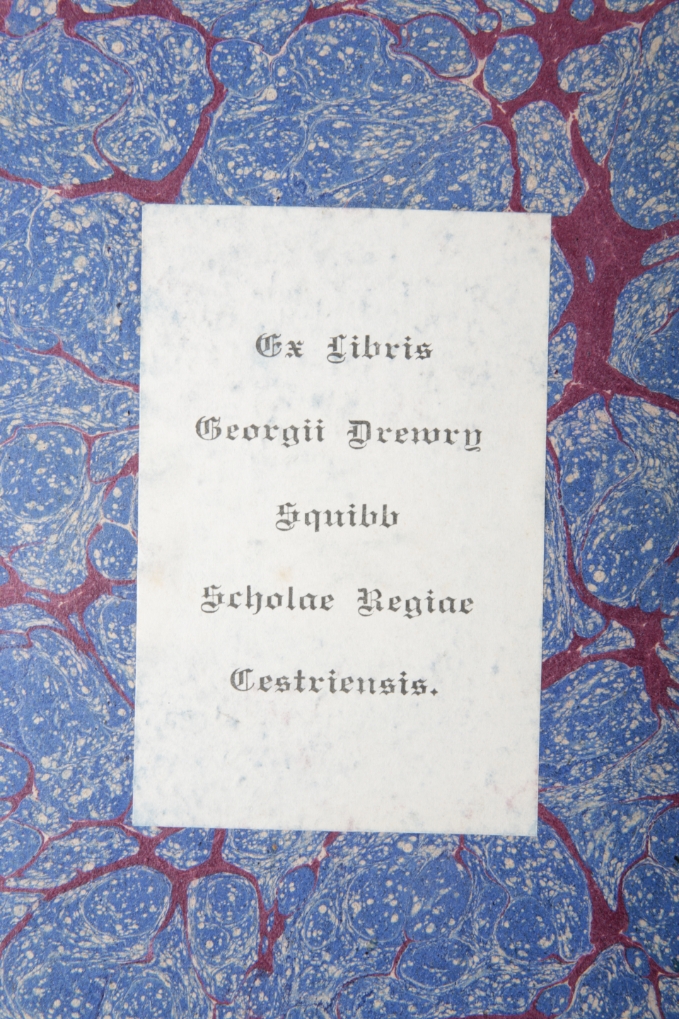 Ex Libris
Georgii Drewry
Squibb
Scholae Regiae
Cestriensis.